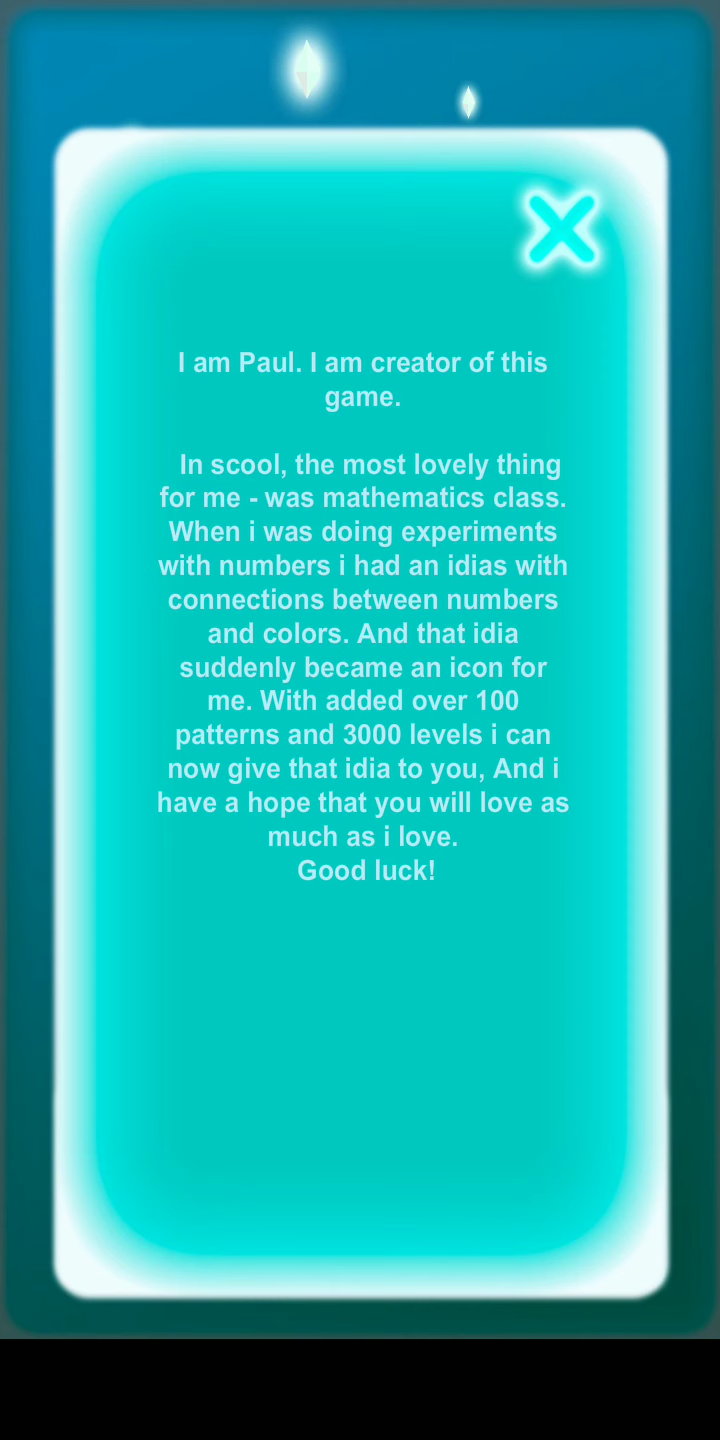 I am Paul. I am creator of this
game.
In scool, the most lovely thing
for me - was mathematics class.
When i was doing experiments
with numbers i had an idias with
connections between numbers
and colors. And that idia
suddenly became an icon for
me. With added over 100
patterns and 3000 levels i can
now give that idia to you, And i
have a hope that you will love as
much as i love.
Good luck!